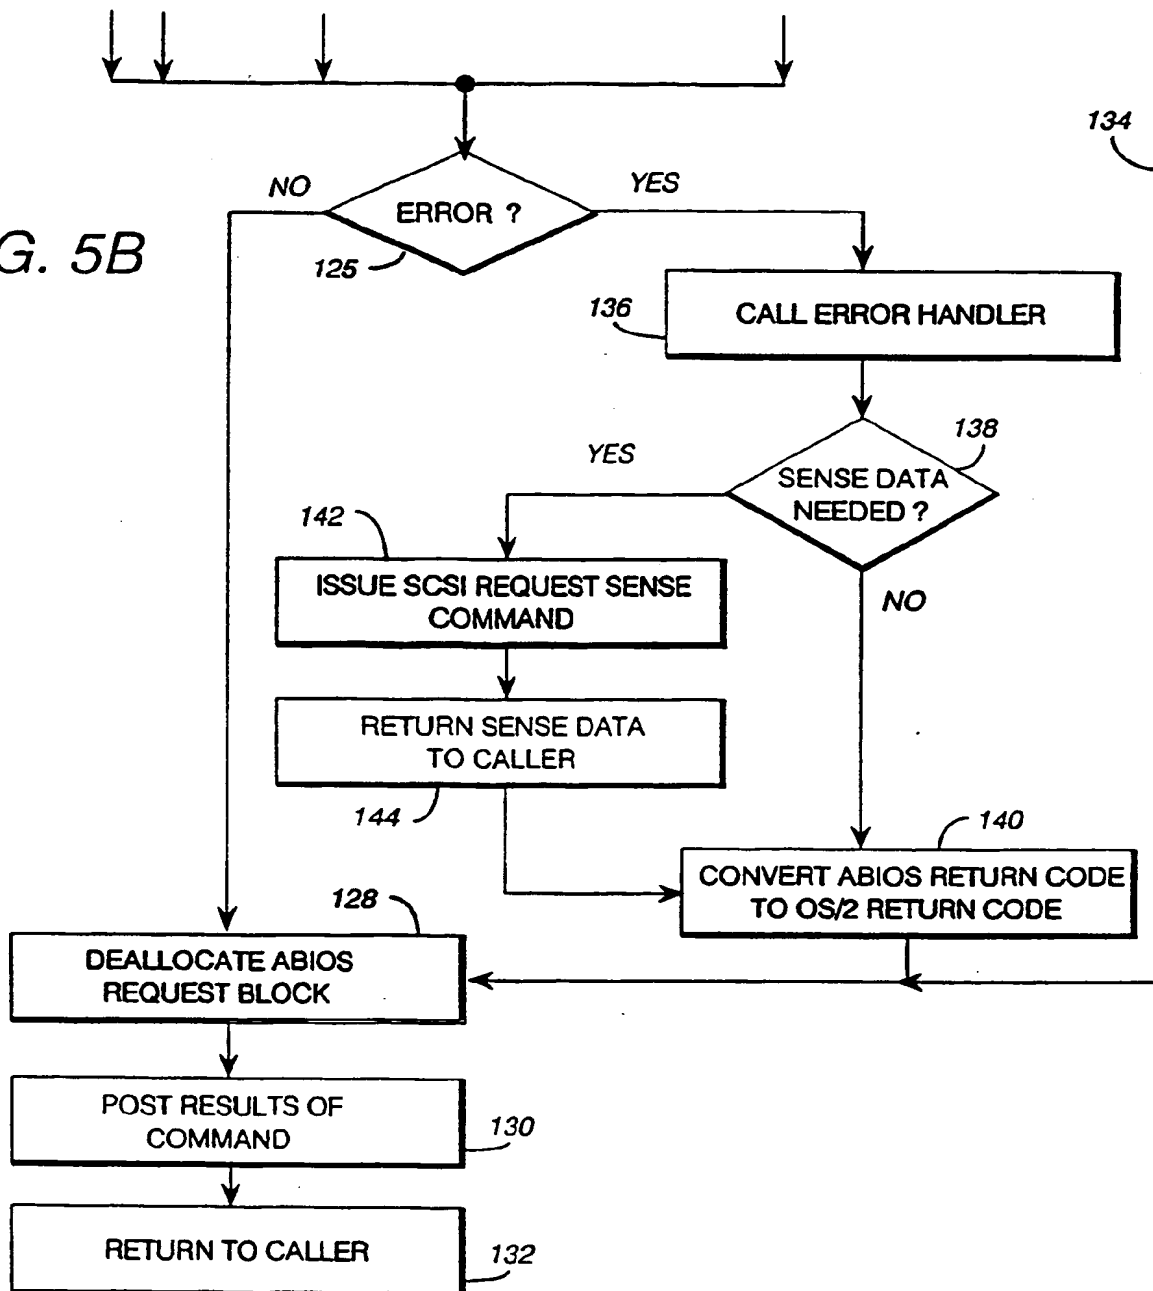 134
NO
YES
ERROR ?
G. 5B
125
136
CALL ERROR HANDLER
138
YES
SENSE DATA
NEEDED ?
142
ISSUE SCSI REQUEST SENSE
COMMAND
NO
RETURN SENSE DATA
TO CALLER
144
140
CONVERT ABIOS RETURN CODE
TO OS/2 RETURN CODE
128
DEALLOCATE ABIOS
REQUEST BLOCK
POST RESULTS OF
COMMAND
130
RETURN TO CALLER
132